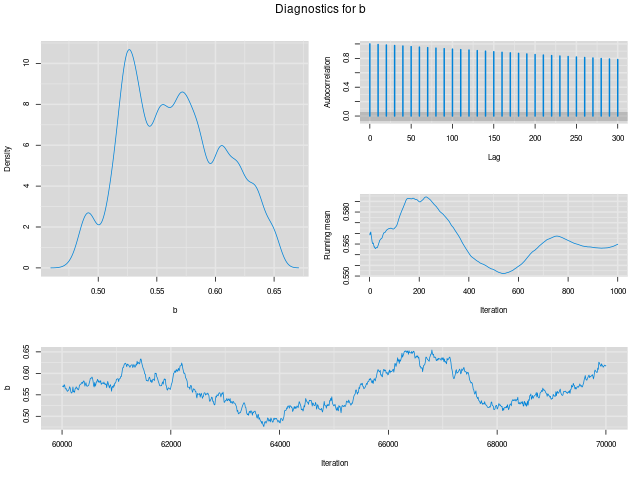 Diagnostics for b
Density
0 2 4 6 8 10
0.50 0.55 0.60 0.65
b
Autocorrelation
0.0 0.4 0.8
0 50 100 150 200 250 300
Lag
Running mean
0.550 0.565 0.580
0 200 400 600 800 1000
Iteration
b
0.50 0.55 0.60 0.65
60000 62000 64000 66000 68000 70000
Iteration